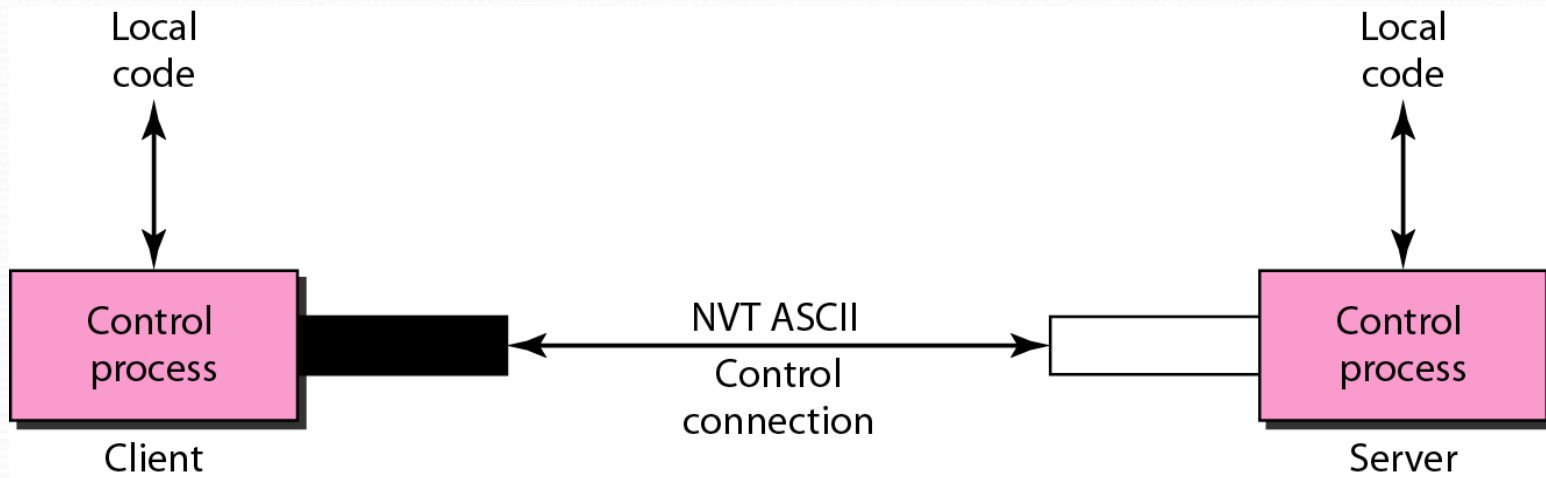 Local
code
Local
code
Control
process
NVT ASCII
Control
connection
Control
process
Client
Server